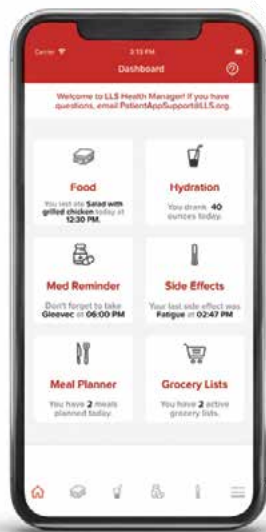 Carrier
3:15 PM
Dashboard
Welcome to LLS Health Manager! If you have
questions, email PatientAppSupport@LLS.org.
Food
You last ate Salad with
grilled chicken today at
12:30 PM.
Hydration
You drank 40
ounces today.
Med Reminder
Don't forget to take
Gleevec at 06:00 PM
Side Effects
Your last side effect was
Fatigue at 02:47 PM
Meal Planner
You have 2 meals
planned today.
Grocery Lists
You have 2 active
grocery lists.